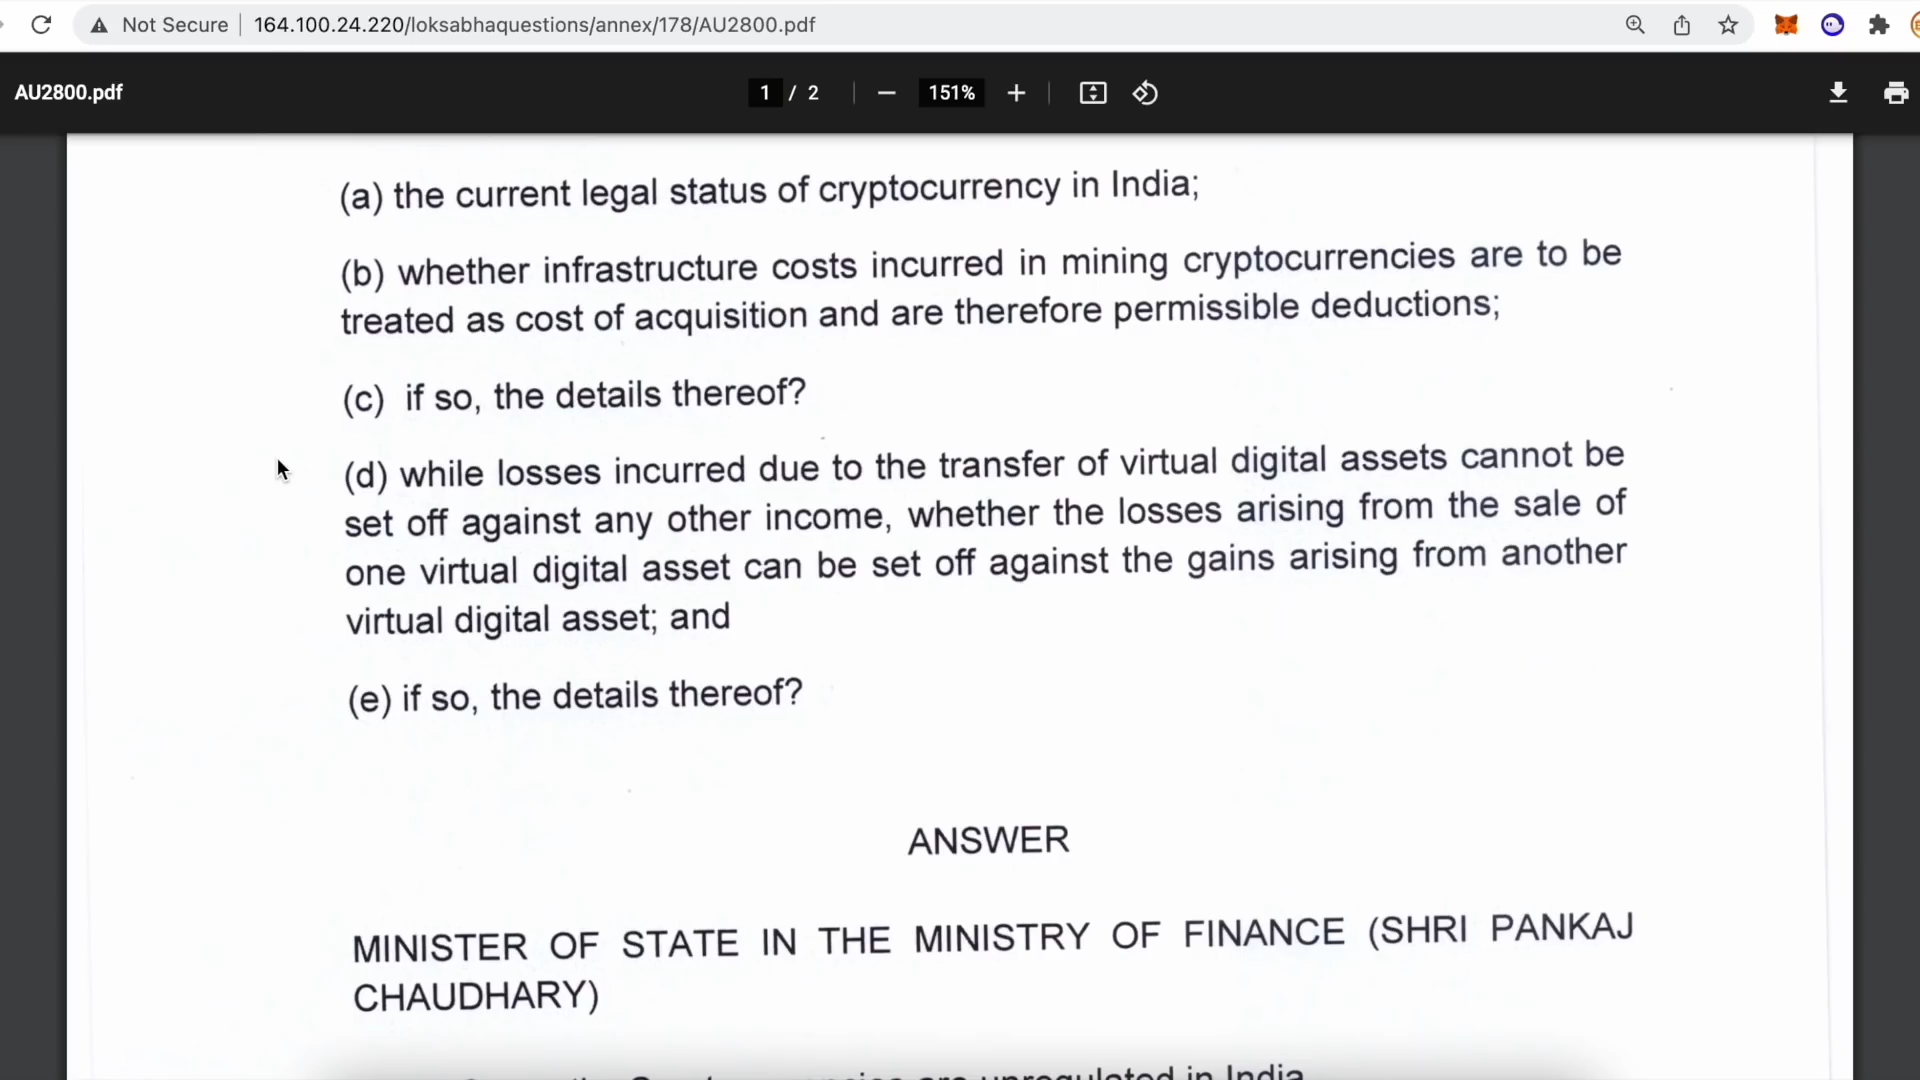 Not Secure 164.100.24.220/loksabhaquestions/annex/178/AU2800.pdf
AU2800.pdf 1 / 2 151%
(a) the current legal status of cryptocurrency in India;
(b) whether infrastructure costs incurred in mining cryptocurrencies are to be
treated as cost of acquisition and are therefore permissible deductions;
(c) if so, the details thereof?
(d) while losses incurred due to the transfer of virtual digital assets cannot be
set off against any other income, whether the losses arising from the sale of
one virtual digital asset can be set off against the gains arising from another
virtual digital asset; and
(e) if so, the details thereof?
ANSWER
MINISTER OF STATE IN THE MINISTRY OF FINANCE (SHRI PANKAJ
CHAUDHARY)
are unregulated in India